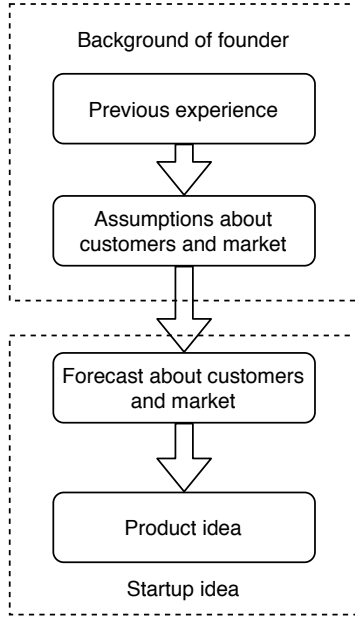 Background of founder
Previous experience
Assumptions about
customers and market
Forecast about customers
and market
Product idea
Startup idea